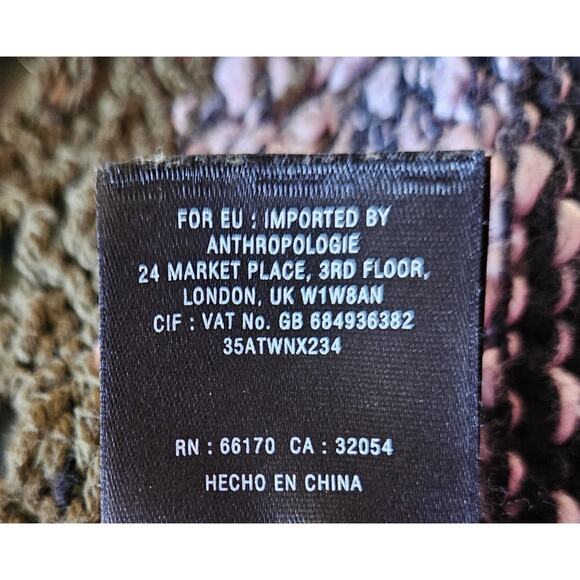 FOR EU : IMPORTED BY
ANTHROPOLOGIE
24 MARKET PLACE, 3RD FLOOR,
LONDON, UK W1W8AN
CIF : VAT No. GB 684936382
35ATWNX234
RN : 66170 CA : 32054
HECHO EN CHINA